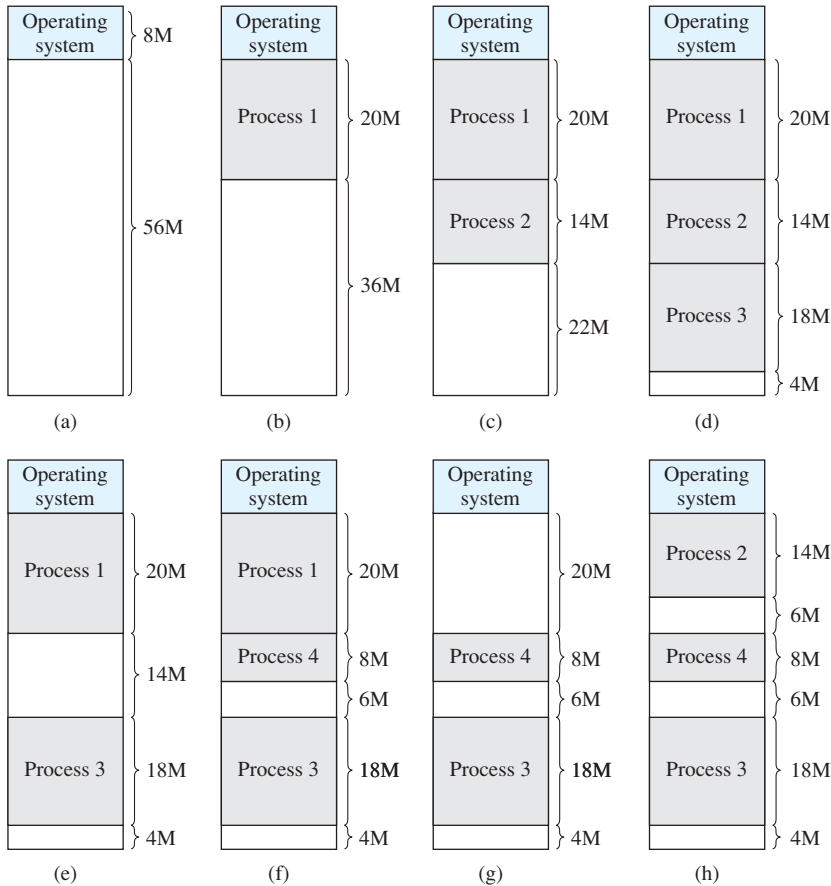 Operating
system
8M
56M
(a)
Operating
system
Process 1
20M
36M
(b)
Operating
system
Process 1
20M
Process 2
14M
22M
(c)
Operating
system
Process 1
20M
Process 2
14M
Process 3
18M
4M
(d)
Operating
system
Process 1
20M
14M
Process 3
18M
4M
(e)
Operating
system
Process 1
20M
Process 4
8M
6M
Process 3
18M
4M
(f)
Operating
system
20M
Process 4
8M
6M
Process 3
18M
4M
(g)
Operating
system
Process 2
14M
6M
Process 4
8M
6M
Process 3
18M
4M
(h)